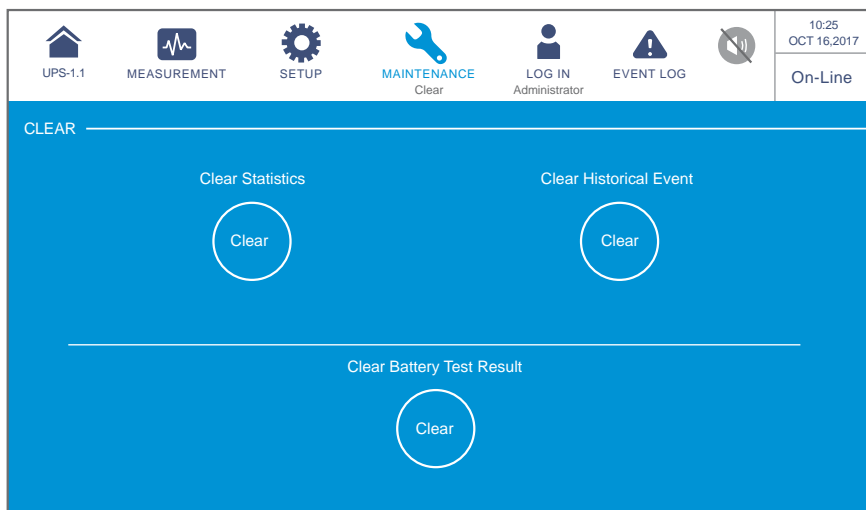 UPS-1.1
MEASUREMENT
SETUP
MAINTENANCE
Clear
LOG IN
Administrator
EVENT LOG
10:25
OCT 16,2017
On-Line
CLEAR
Clear Statistics
Clear Historical Event
Clear
Clear
Clear Battery Test Result
Clear